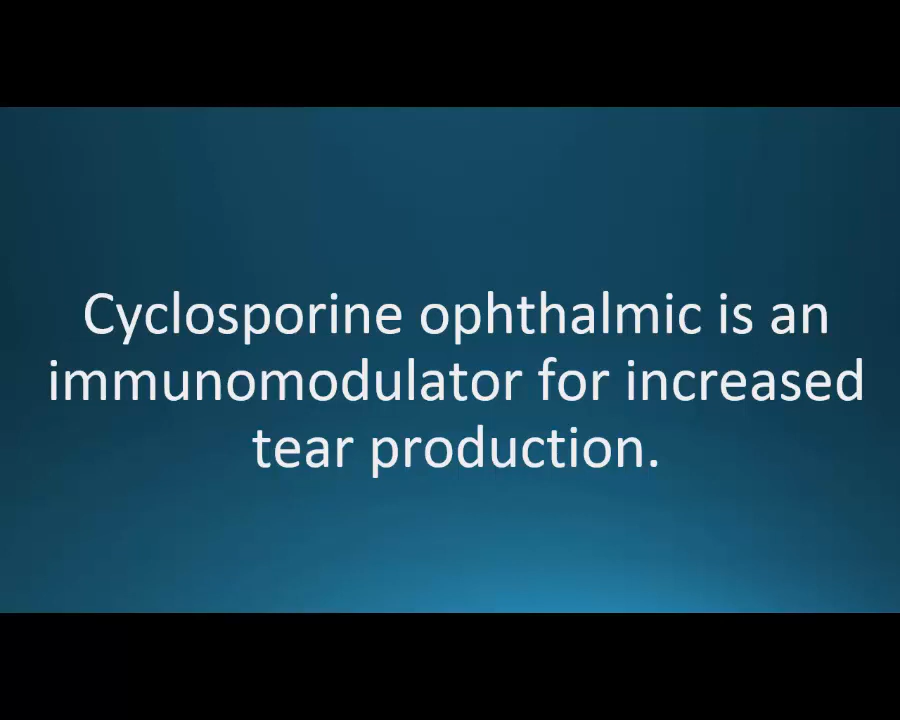 Cyclosporine ophthalmic is an
immunomodulator for increased
tear production.